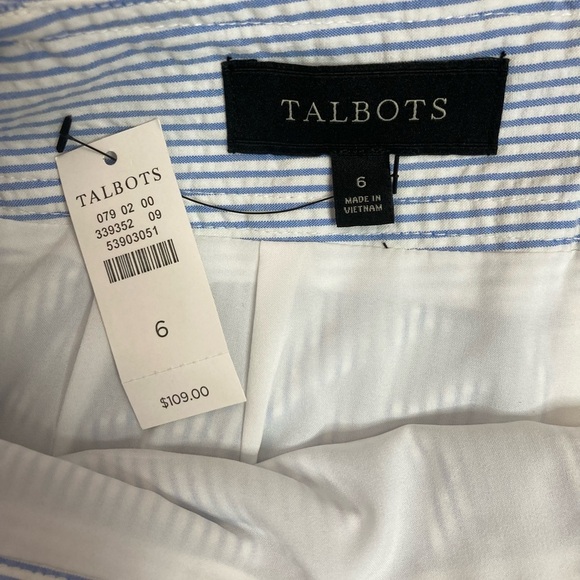 TALBOTS
6
MADE IN
VIETNAM
TALBOTS
079 02 00
339352 09
53903051
6
$109.00